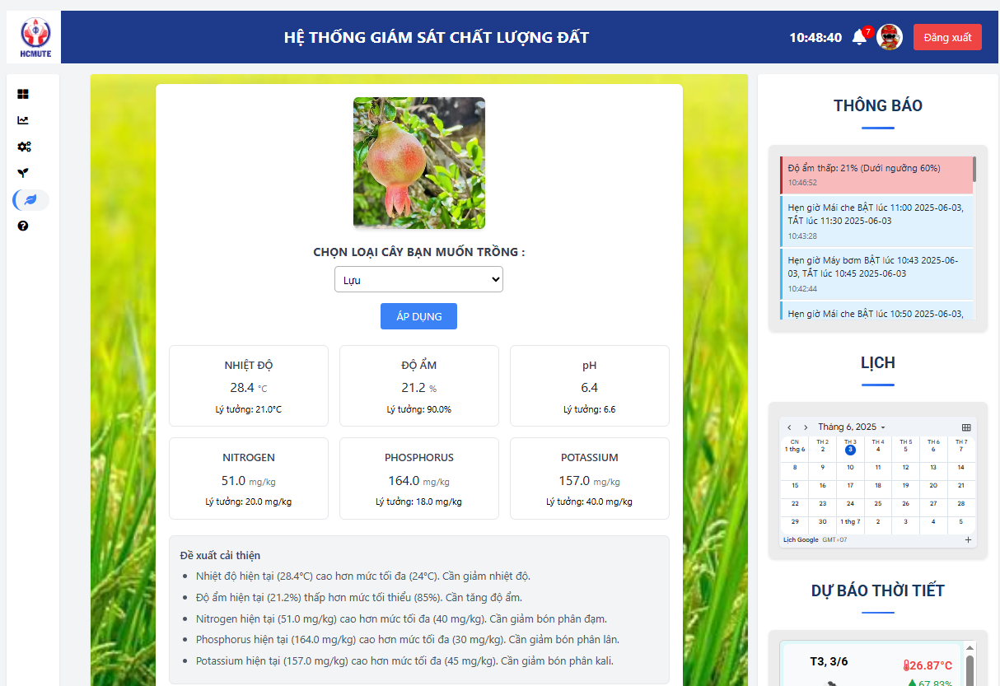 HCMUTE
HỆ THỐNG GIÁM SÁT CHẤT LƯỢNG ĐẤT
10:48:40
7
Đăng xuất
CHỌN LOẠI CÂY BẠN MUỐN TRỒNG :
Lựu
ÁP DỤNG
NHIỆT ĐỘ
28.4 °C
Lý tưởng: 21.0°C
ĐỘ ẨM
21.2 %
Lý tưởng: 90.0%
pH
6.4
Lý tưởng: 6.6
NITROGEN
51.0 mg/kg
Lý tưởng: 20.0 mg/kg
PHOSPHORUS
164.0 mg/kg
Lý tưởng: 18.0 mg/kg
POTASSIUM
157.0 mg/kg
Lý tưởng: 40.0 mg/kg
Đề xuất cải thiện
Nhiệt độ hiện tại (28.4°C) cao hơn mức tối đa (24°C). Cần giảm nhiệt độ.
Độ ẩm hiện tại (21.2%) thấp hơn mức tối thiểu (85%). Cần tăng độ ẩm.
Nitrogen hiện tại (51.0 mg/kg) cao hơn mức tối đa (40 mg/kg). Cần giảm bón phân đạm.
Phosphorus hiện tại (164.0 mg/kg) cao hơn mức tối đa (30 mg/kg). Cần giảm bón phân lân.
Potassium hiện tại (157.0 mg/kg) cao hơn mức tối đa (45 mg/kg). Cần giảm bón phân kali.
THÔNG BÁO
Độ ẩm thấp: 21% (Dưới ngưỡng 60%)
10:46:52
Hẹn giờ Mái che BẬT lúc 11:00 2025-06-03,
TẮT lúc 11:30 2025-06-03
10:43:28
Hẹn giờ Máy bơm BẬT lúc 10:43 2025-06-
03, TẮT lúc 10:45 2025-06-03
10:42:44
Hẹn giờ Mái che BẬT lúc 10:50 2025-06-03,
LỊCH
Tháng 6, 2025
CN TH 2 TH 3 TH 4 TH 5 TH 6 TH 7
1 thg 6 2 3 4 5 6 7
8 9 10 11 12 13 14
15 16 17 18 19 20 21
22 23 24 25 26 27 28
29 30 1 thg 7 2 3 4 5
Lịch Google GMT+07
DỰ BÁO THỜI TIẾT
T3, 3/6
26.87°C
67.83%